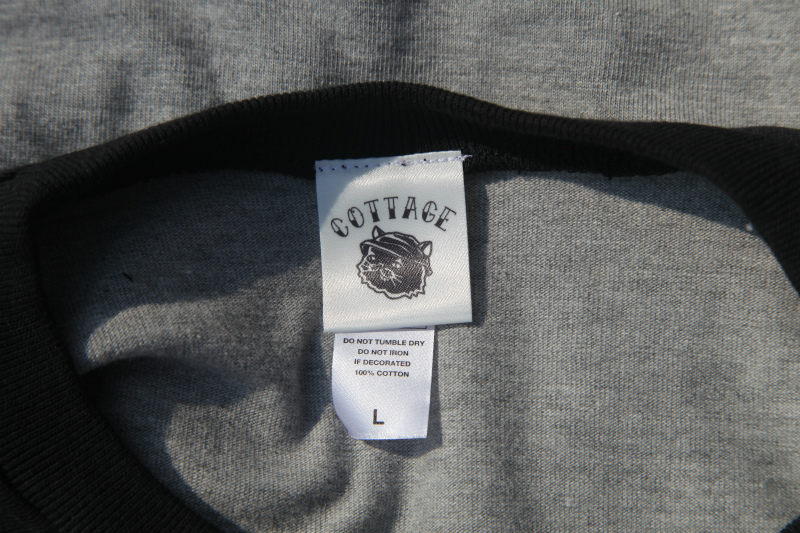 COTTAGE
DO NOT TUMBLE DRY
DO NOT IRON
IF DECORATED
100% COTTON
L